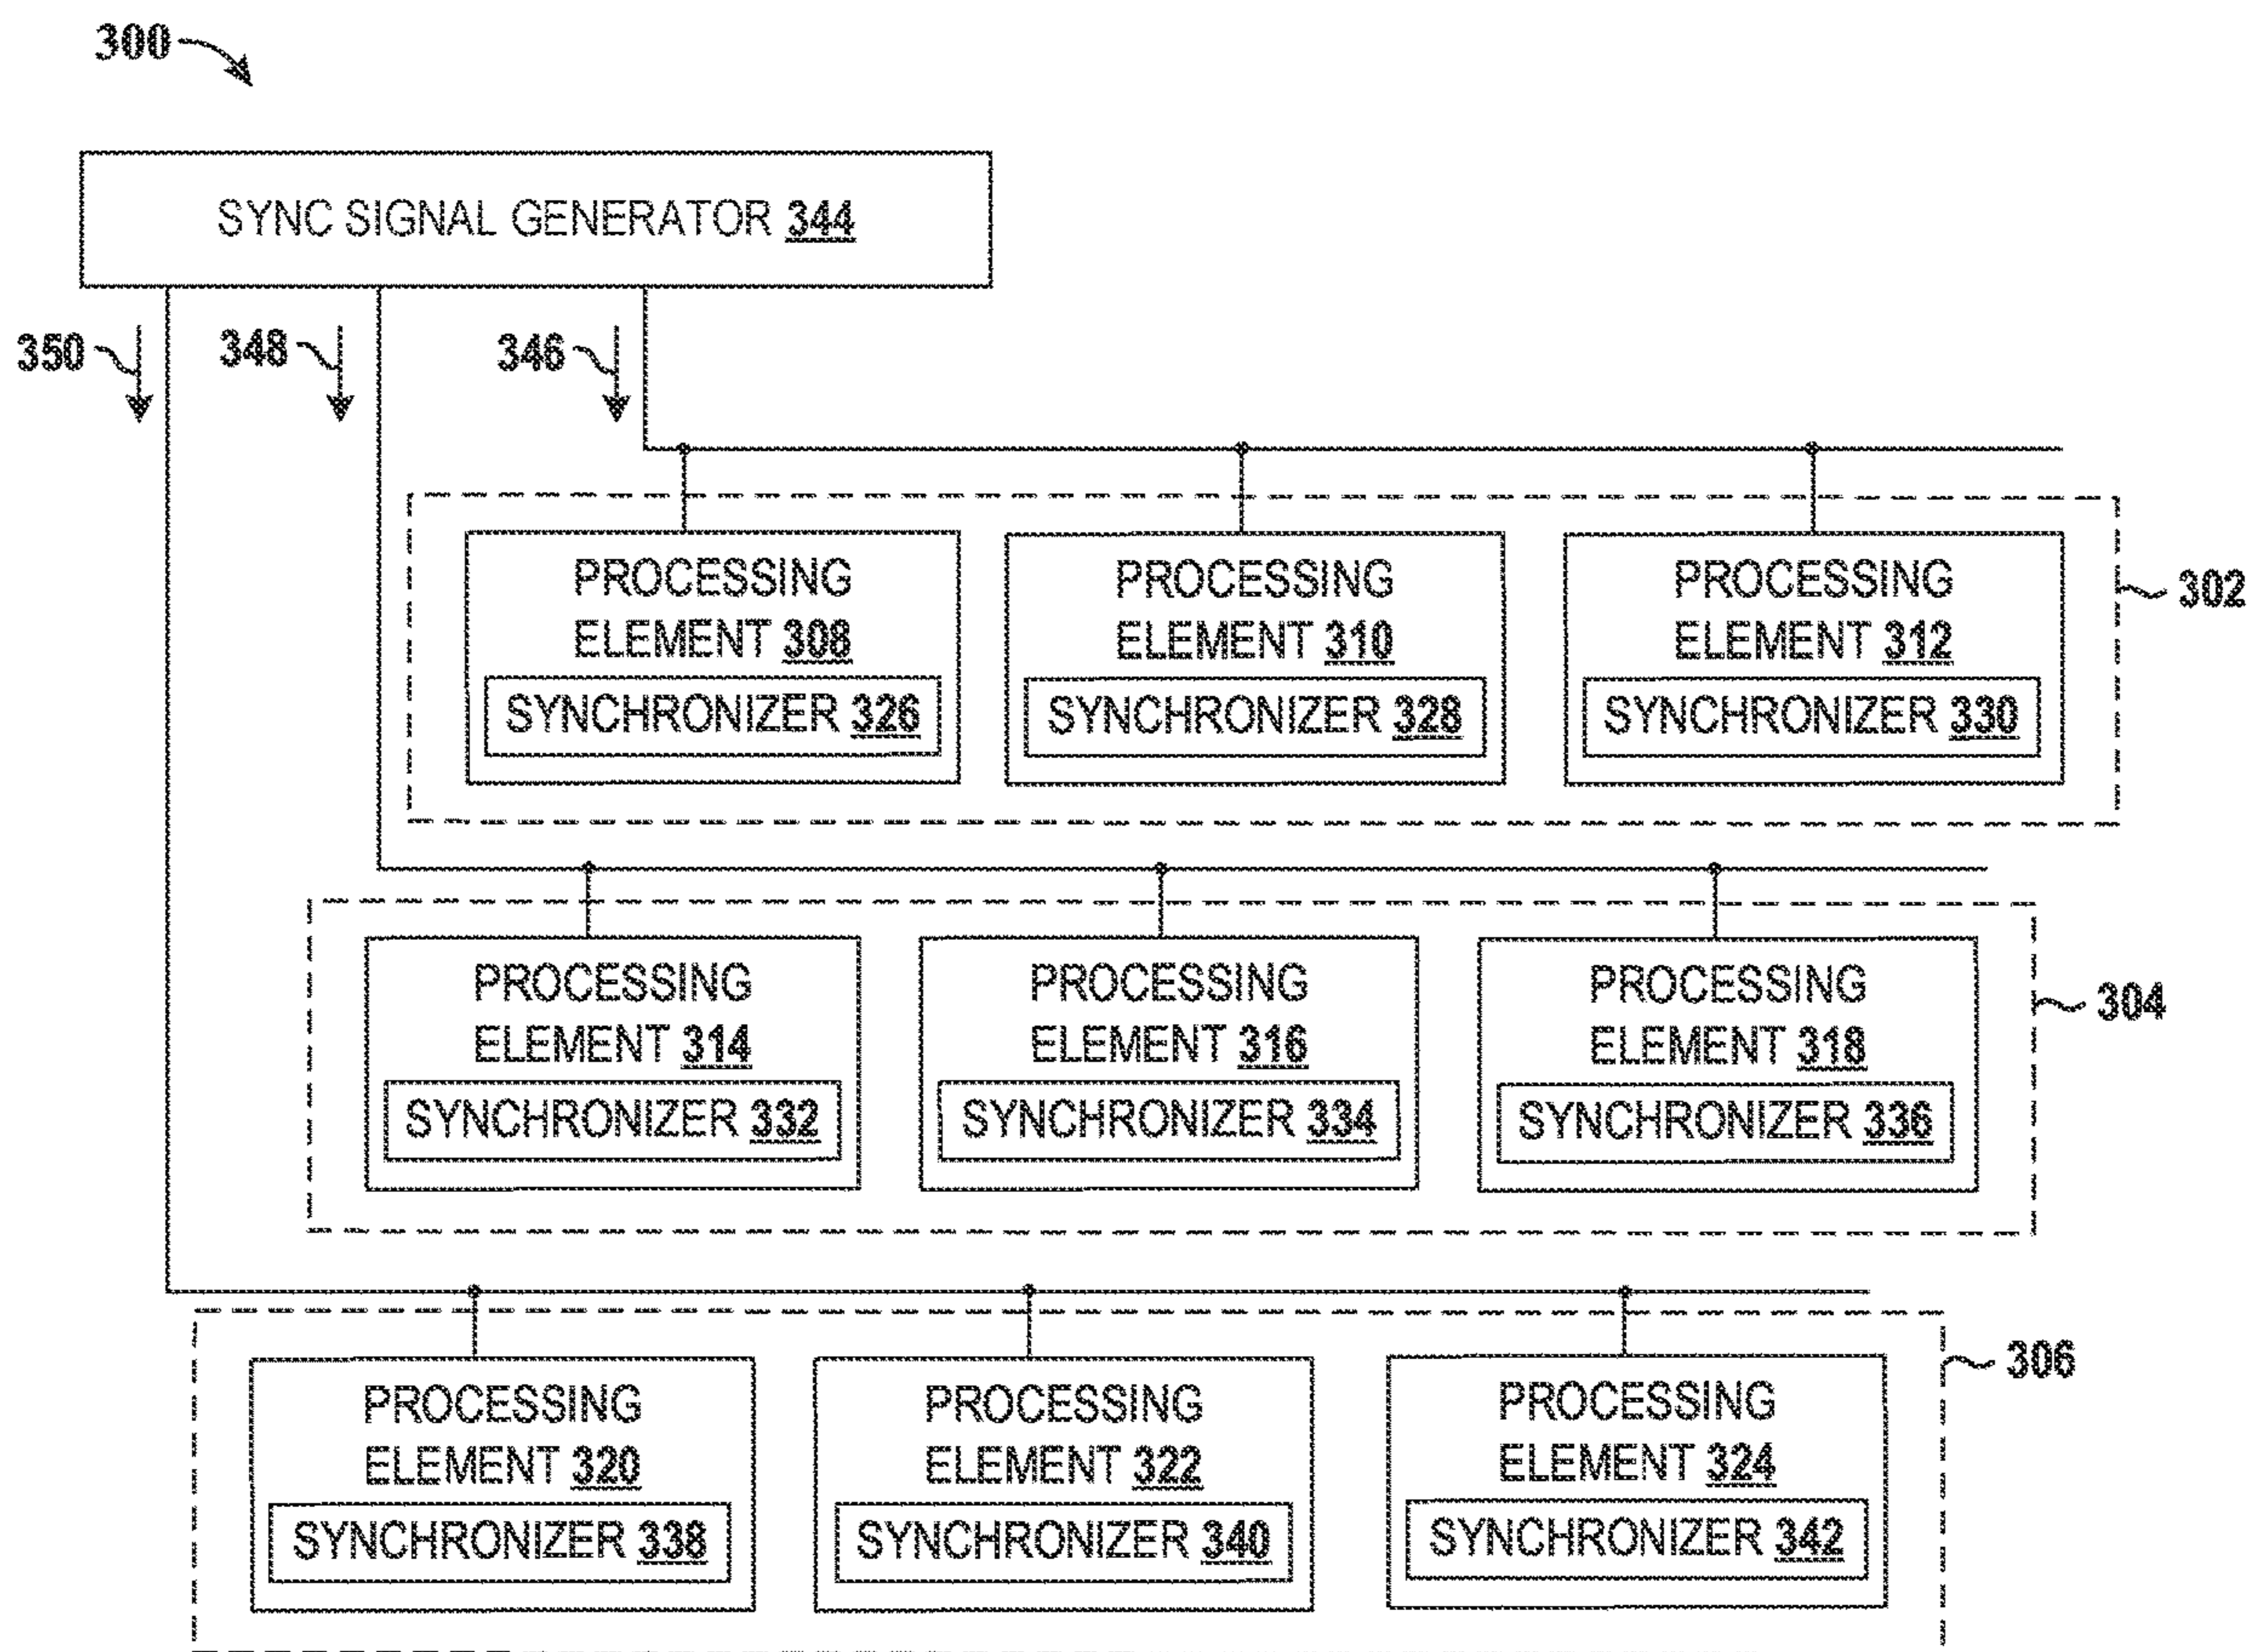 300
SYNC SIGNAL GENERATOR 344
350
348
346
PROCESSING ELEMENT 308
SYNCHRONIZER 326
PROCESSING ELEMENT 310
SYNCHRONIZER 328
PROCESSING ELEMENT 312
SYNCHRONIZER 330
302
PROCESSING ELEMENT 314
SYNCHRONIZER 332
PROCESSING ELEMENT 316
SYNCHRONIZER 334
PROCESSING ELEMENT 318
SYNCHRONIZER 336
304
PROCESSING ELEMENT 320
SYNCHRONIZER 338
PROCESSING ELEMENT 322
SYNCHRONIZER 340
PROCESSING ELEMENT 324
SYNCHRONIZER 342
306